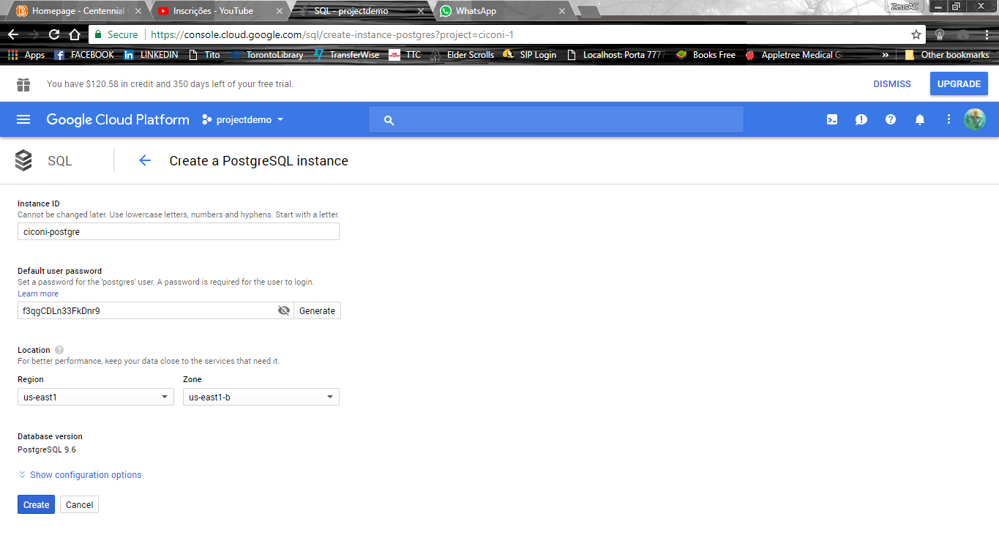 Homepage - Centennial
Inscrições - YouTube
SQL - projectdemo
WhatsApp
ZeusAC
Secure
https://console.cloud.google.com/sql/create-instance-postgres?project=ciconi-1
Apps
FACEBOOK
LINKEDIN
Tito
TorontoLibrary
TransferWise
TTC
Elder Scrolls
SIP Login
Localhost: Porta 777
Books Free
Appletree Medical G
»
Other bookmarks
You have $120.58 in credit and 350 days left of your free trial.
DISMISS
UPGRADE
Google Cloud Platform
projectdemo
SQL
Create a PostgreSQL instance
Instance ID
Cannot be changed later. Use lowercase letters, numbers and hyphens. Start with a letter.
ciconi-postgre
Default user password
Set a password for the 'postgres' user. A password is required for the user to login.
Learn more
f3qgCDLn33FkDnr9
Generate
Location
For better performance, keep your data close to the services that need it.
Region
Zone
us-east1
us-east1-b
Database version
PostgreSQL 9.6
Show configuration options
Create
Cancel